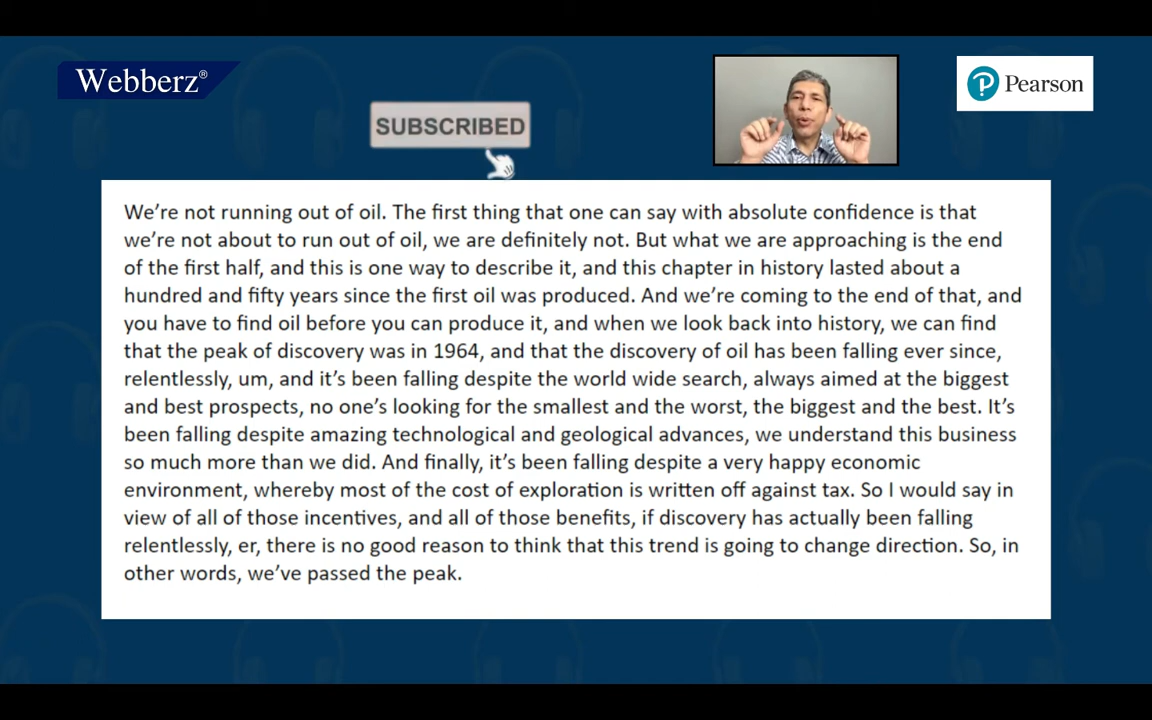 Webberz®
SUBSCRIBED
Pearson
We’re not running out of oil. The first thing that one can say with absolute confidence is that
we’re not about to run out of oil, we are definitely not. But what we are approaching is the end
of the first half, and this is one way to describe it, and this chapter in history lasted about a
hundred and fifty years since the first oil was produced. And we’re coming to the end of that, and
you have to find oil before you can produce it, and when we look back into history, we can find
that the peak of discovery was in 1964, and that the discovery of oil has been falling ever since,
relentlessly, um, and it’s been falling despite the world wide search, always aimed at the biggest
and best prospects, no one’s looking for the smallest and the worst, the biggest and the best. It’s
been falling despite amazing technological and geological advances, we understand this business
so much more than we did. And finally, it’s been falling despite a very happy economic
environment, whereby most of the cost of exploration is written off against tax. So I would say in
view of all of those incentives, and all of those benefits, if discovery has actually been falling
relentlessly, er, there is no good reason to think that this trend is going to change direction. So, in
other words, we’ve passed the peak.